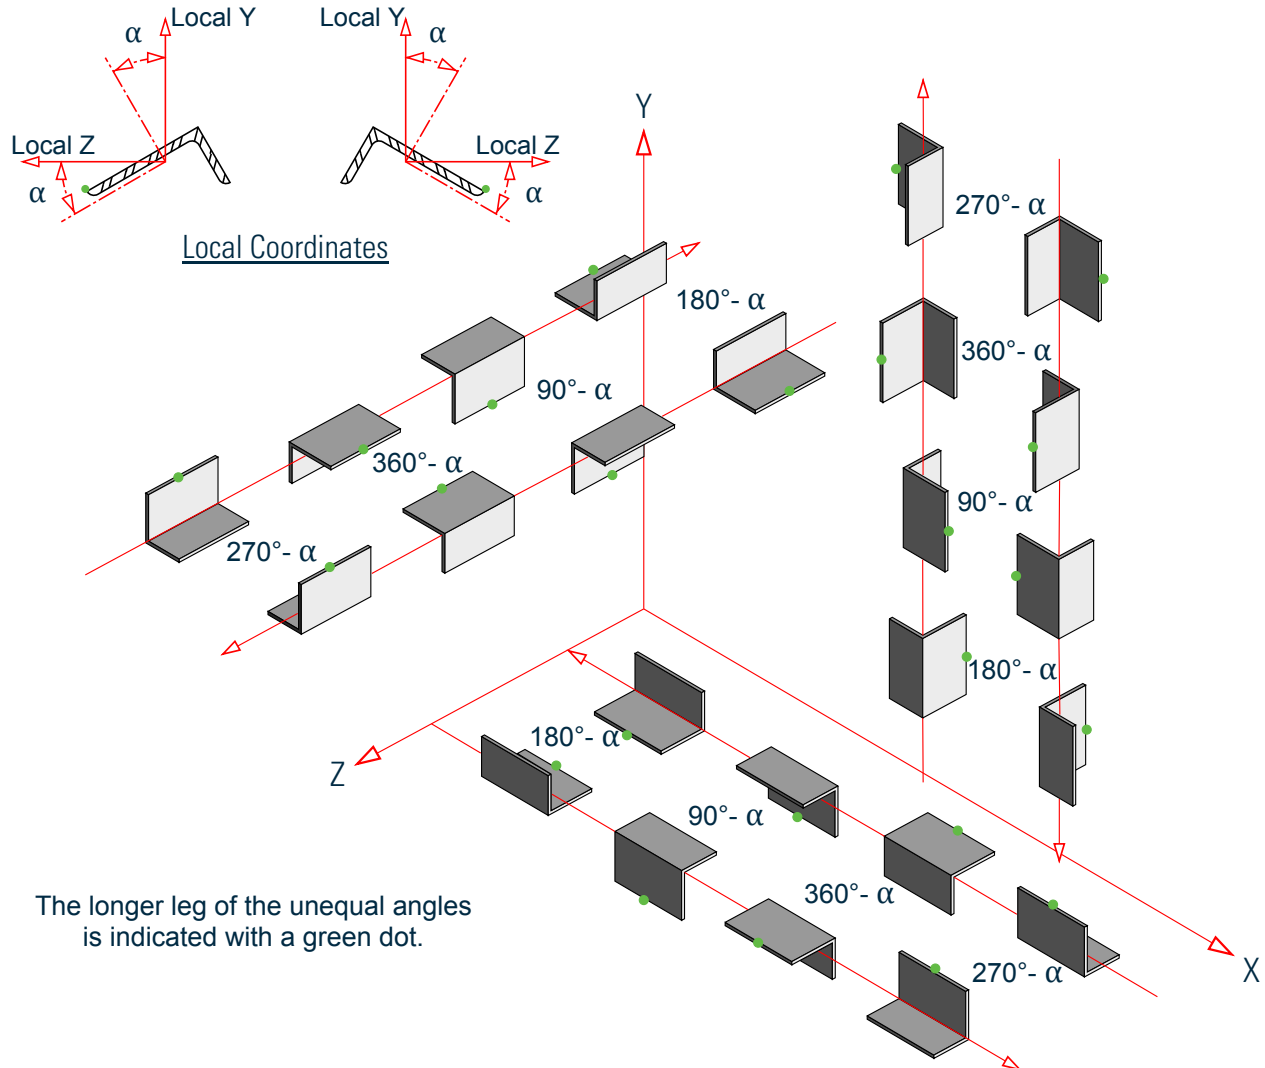 Local Y
Local Y
α
α
Local Z
Local Z
α
α
Local Coordinates
Y
270°- α
180°- α
360°- α
90°- α
360°- α
90°- α
270°- α
180°- α
180°- α
Z
90°- α
360°- α
The longer leg of the unequal angles
is indicated with a green dot.
270°- α
X